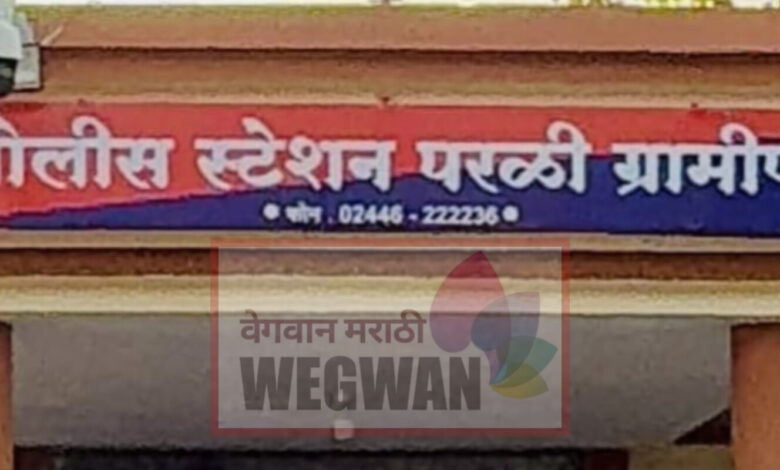 पोलीस स्टेशन परळी ग्रामीण
• फोन . 02446 - 222236 •
वेगवान मराठी
WEGWAN